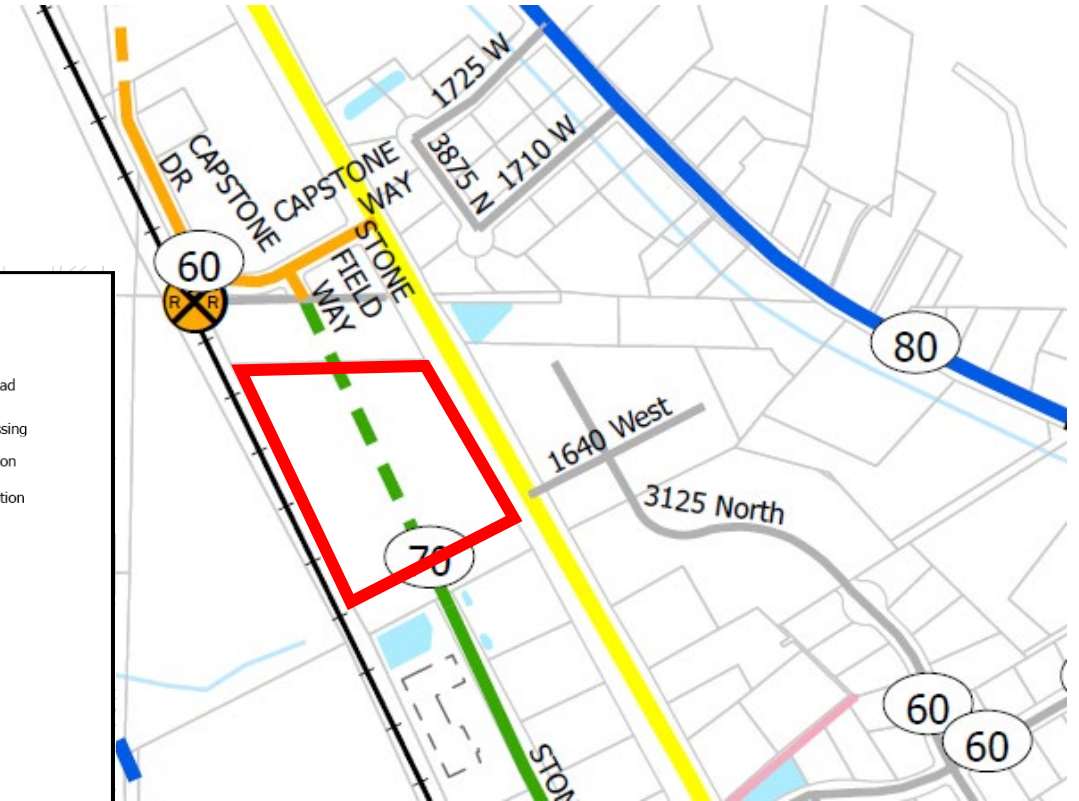 1725 W
3875 N
1710 W
CAPSTONE
DR
CAPSTONE
WAY
60
R R
STONE
FIELD
WAY
80
ad
ssing
on
tion
1640 West
3125 North
70
60
60
STON